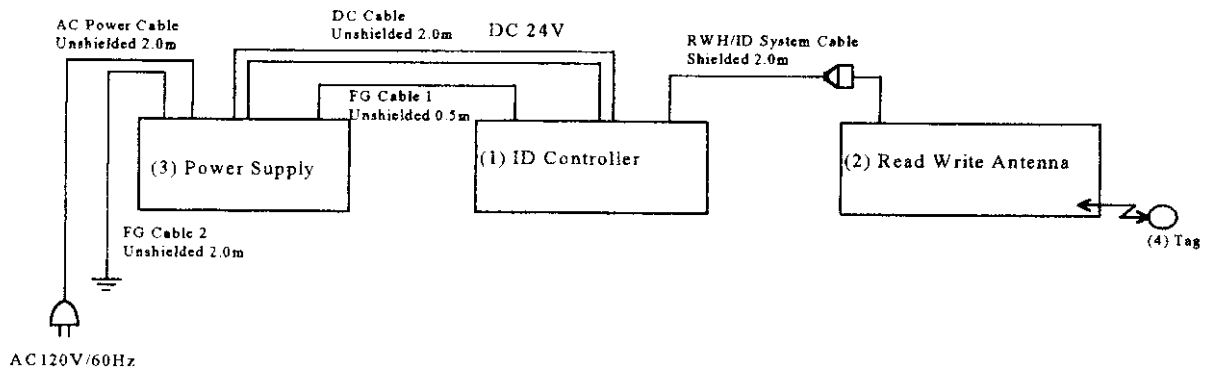 AC Power Cable
Unshielded 2.0m
DC Cable
Unshielded 2.0m
DC 24V
RWH/ID System Cable
Shielded 2.0m
FG Cable 1
Unshielded 0.5m
(3) Power Supply
(1) ID Controller
(2) Read Write Antenna
FG Cable 2
Unshielded 2.0m
(4) Tag
AC120V/60Hz